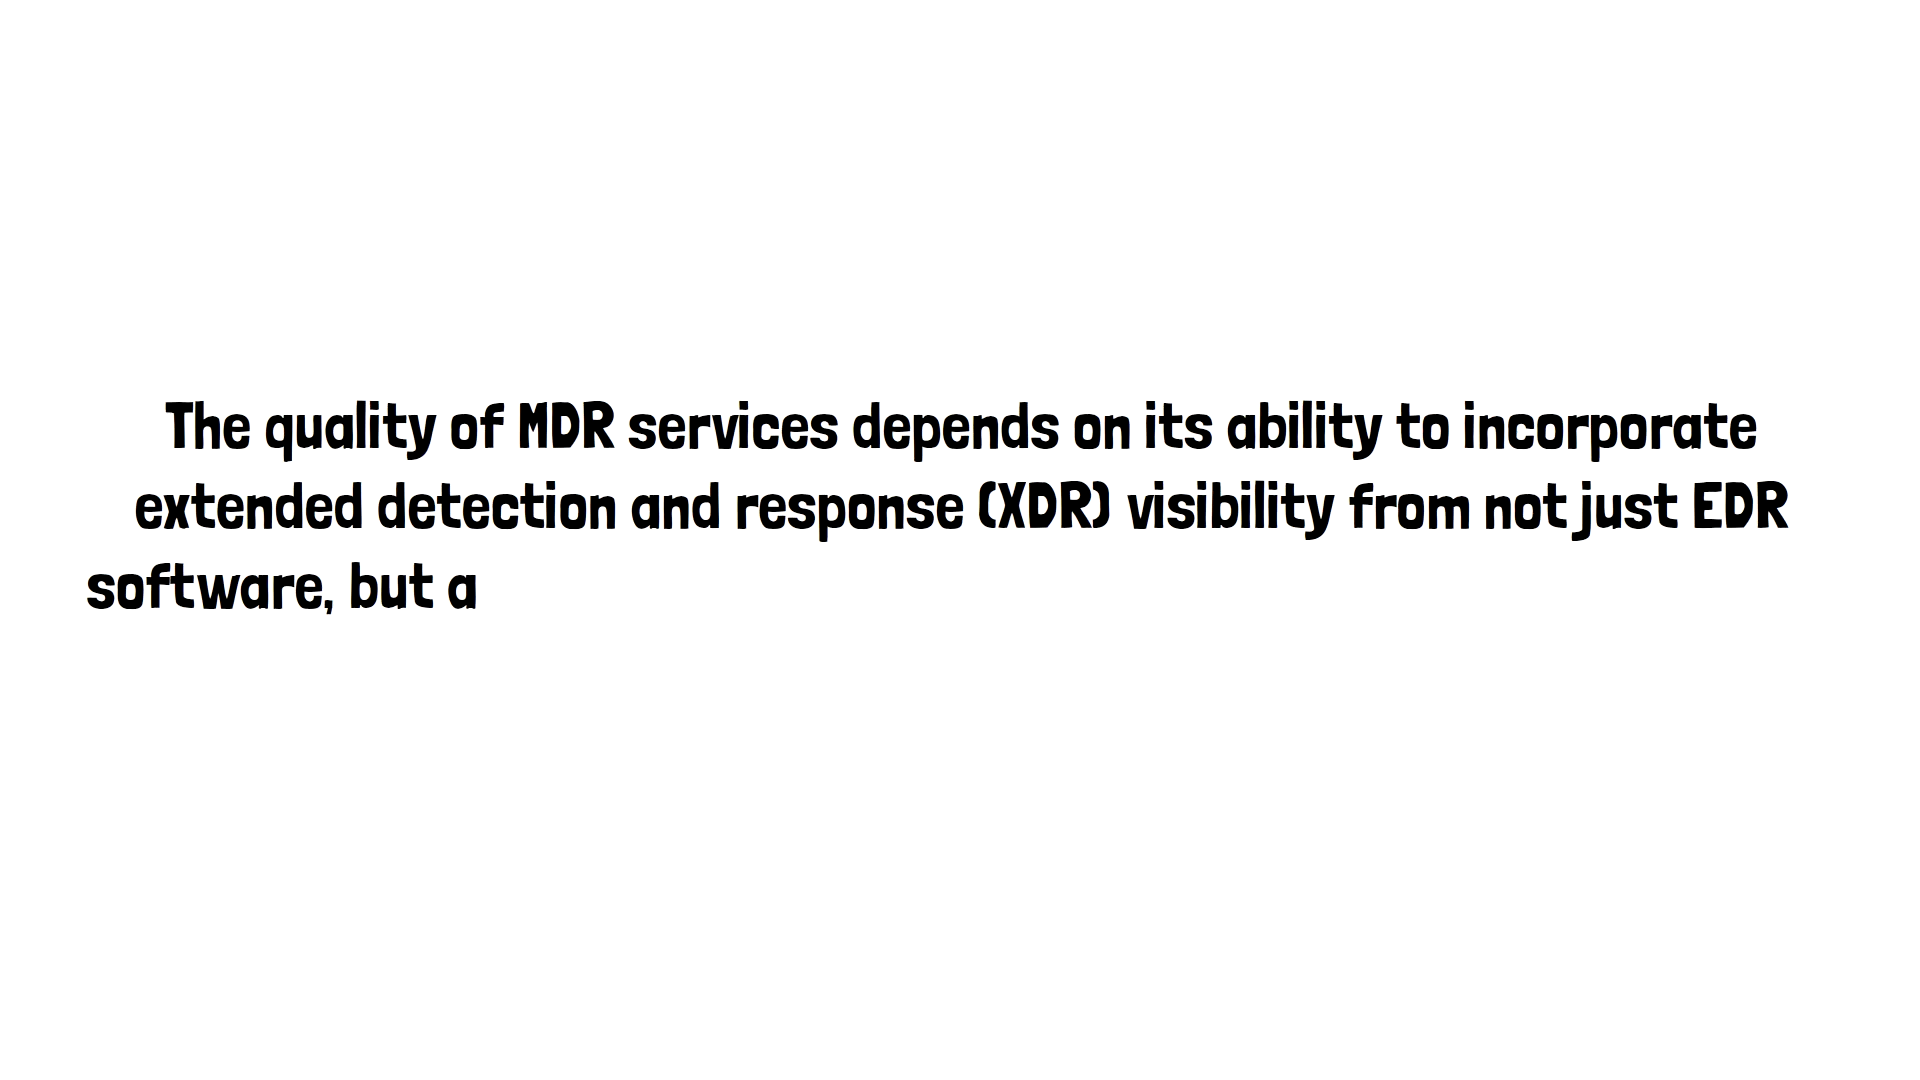 The quality of MDR services depends on its ability to incorporate
extended detection and response (XDR) visibility from not just EDR
software, but a